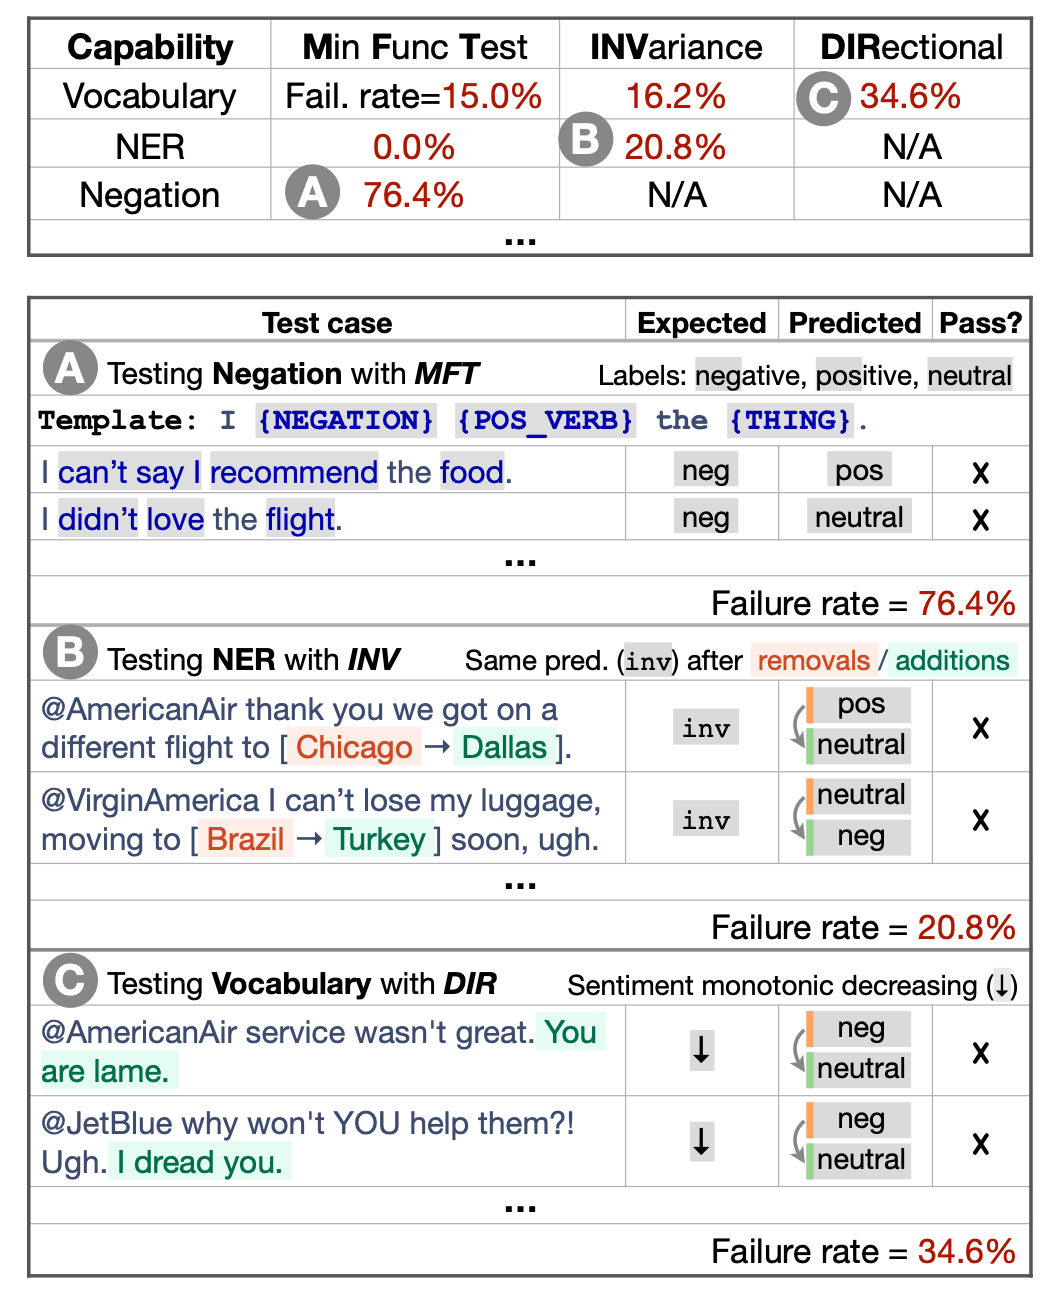 Capability Min Func Test INVariance DIRectional
Vocabulary Fail. rate=15.0% 16.2% C 34.6%
NER 0.0% B 20.8% N/A
Negation A 76.4% N/A N/A
...
Test case Expected Predicted Pass?
A Testing Negation with MFT Labels: negative, positive, neutral
Template: I {NEGATION} {POS_VERB} the {THING}.
I can’t say I recommend the food. neg pos X
I didn’t love the flight. neg neutral X
...
Failure rate = 76.4%
B Testing NER with INV Same pred. (inv) after removals / additions
@AmericanAir thank you we got on a pos
different flight to [ Chicago → Dallas ]. inv neutral X
@VirginAmerica I can’t lose my luggage, neutral
moving to [ Brazil → Turkey ] soon, ugh. inv neg X
...
Failure rate = 20.8%
C Testing Vocabulary with DIR Sentiment monotonic decreasing (↓)
@AmericanAir service wasn't great. You neg
are lame. ↓ neutral X
@JetBlue why won't YOU help them?! neg
Ugh. I dread you. ↓ neutral X
...
Failure rate = 34.6%